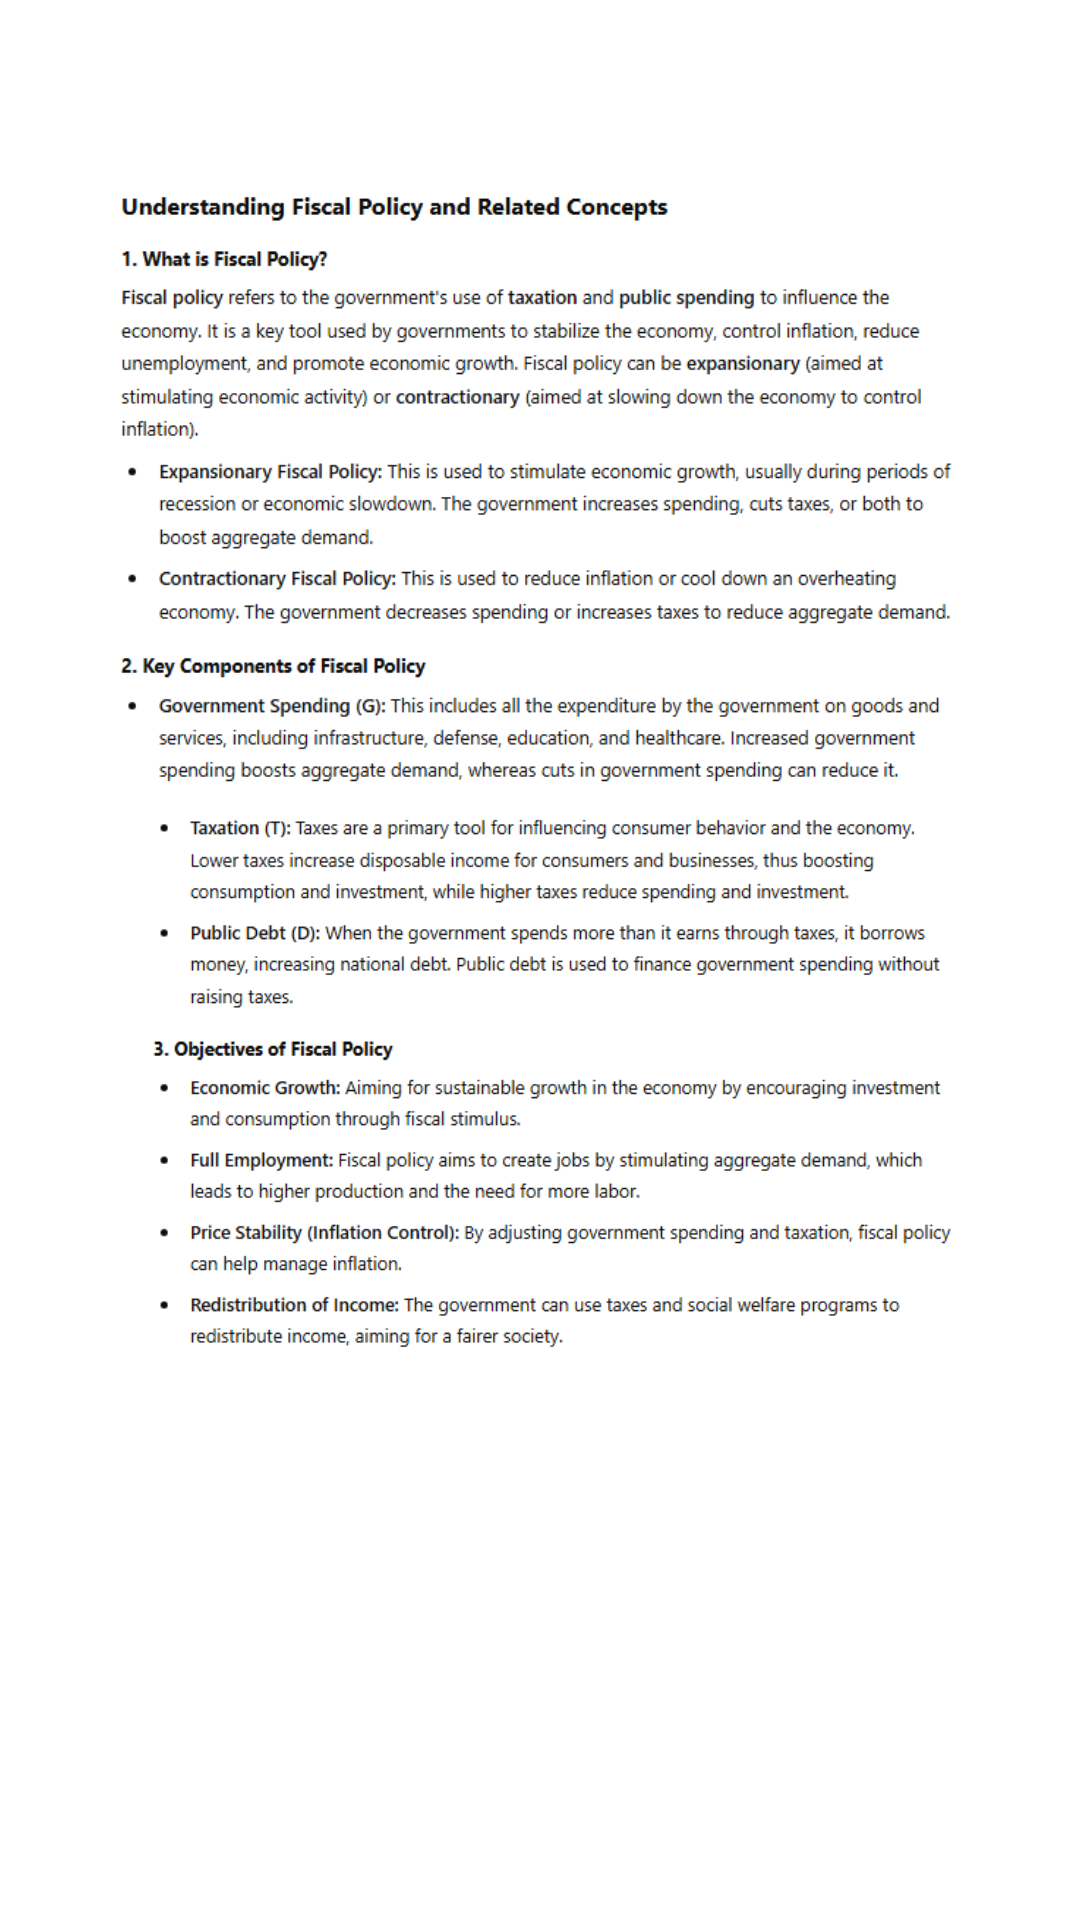 Understanding Fiscal Policy and Related Concepts
1. What is Fiscal Policy?
Fiscal policy refers to the government's use of taxation and public spending to influence the
economy. It is a key tool used by governments to stabilize the economy, control inflation, reduce
unemployment, and promote economic growth. Fiscal policy can be expansionary (aimed at
stimulating economic activity) or contractionary (aimed at slowing down the economy to control
inflation).
• Expansionary Fiscal Policy: This is used to stimulate economic growth, usually during periods of
recession or economic slowdown. The government increases spending, cuts taxes, or both to
boost aggregate demand.
• Contractionary Fiscal Policy: This is used to reduce inflation or cool down an overheating
economy. The government decreases spending or increases taxes to reduce aggregate demand.
2. Key Components of Fiscal Policy
• Government Spending (G): This includes all the expenditure by the government on goods and
services, including infrastructure, defense, education, and healthcare. Increased government
spending boosts aggregate demand, whereas cuts in government spending can reduce it.
• Taxation (T): Taxes are a primary tool for influencing consumer behavior and the economy.
Lower taxes increase disposable income for consumers and businesses, thus boosting
consumption and investment, while higher taxes reduce spending and investment.
• Public Debt (D): When the government spends more than it earns through taxes, it borrows
money, increasing national debt. Public debt is used to finance government spending without
raising taxes.
3. Objectives of Fiscal Policy
• Economic Growth: Aiming for sustainable growth in the economy by encouraging investment
and consumption through fiscal stimulus.
• Full Employment: Fiscal policy aims to create jobs by stimulating aggregate demand, which
leads to higher production and the need for more labor.
• Price Stability (Inflation Control): By adjusting government spending and taxation, fiscal policy
can help manage inflation.
• Redistribution of Income: The government can use taxes and social welfare programs to
redistribute income, aiming for a fairer society.